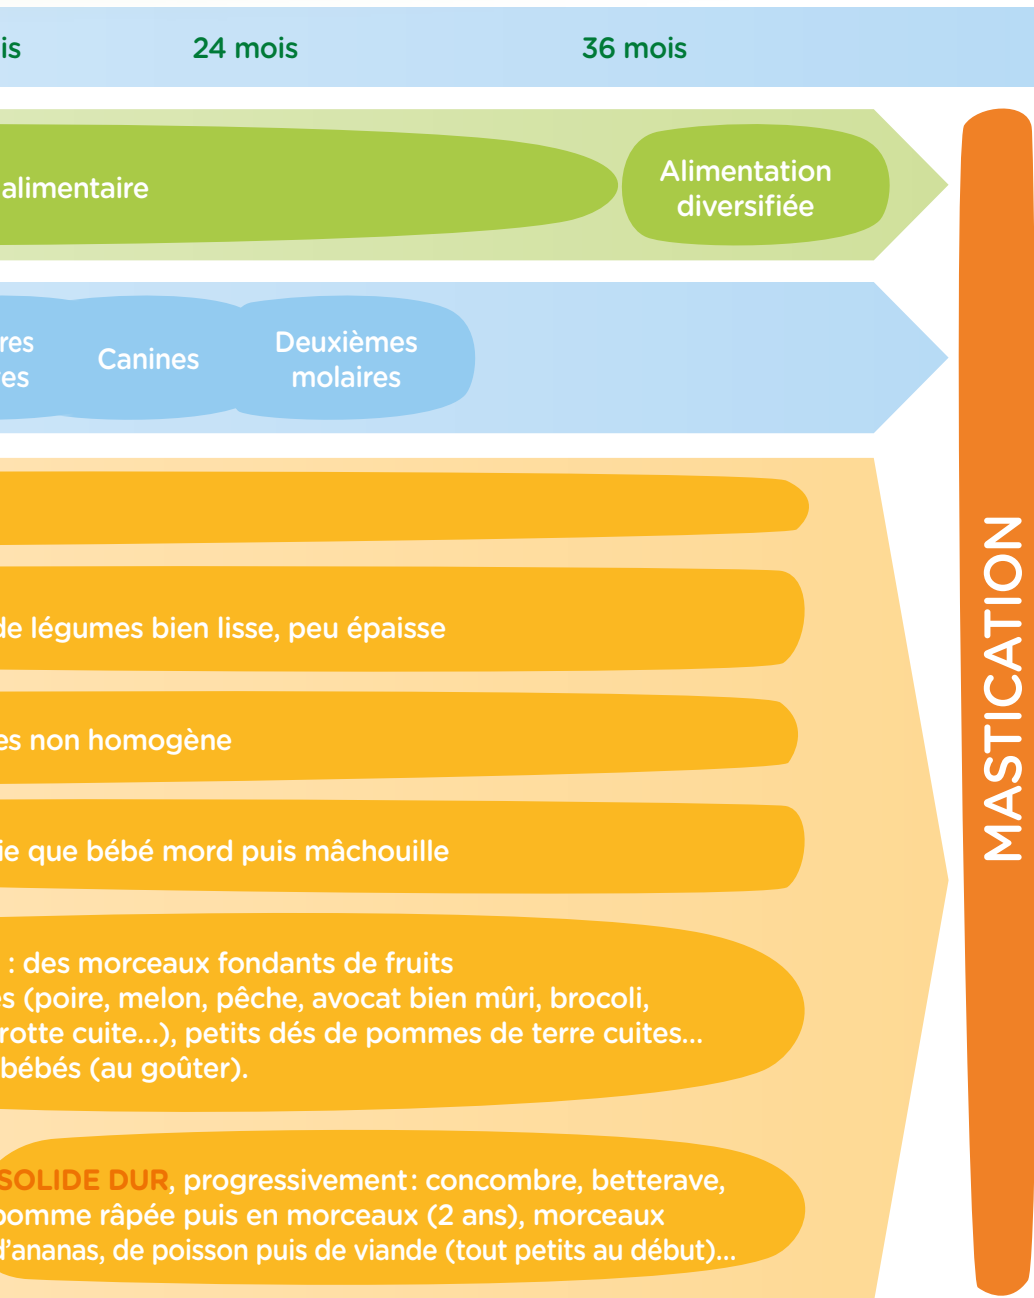 is 24 mois 36 mois
alimentaire
Alimentation
diversifiée
res
es
Canines
Deuxièmes
molaires
de légumes bien lisse, peu épaisse
es non homogène
ie que bébé mord puis mâchouille
: des morceaux fondants de fruits
s (poire, melon, pêche, avocat bien mûri, brocoli,
rotte cuite...), petits dés de pommes de terre cuites...
bébés (au goûter).
SOLIDE DUR, progressivement : concombre, betterave,
pomme râpée puis en morceaux (2 ans), morceaux
d'ananas, de poisson puis de viande (tout petits au début)...
MASTICATION